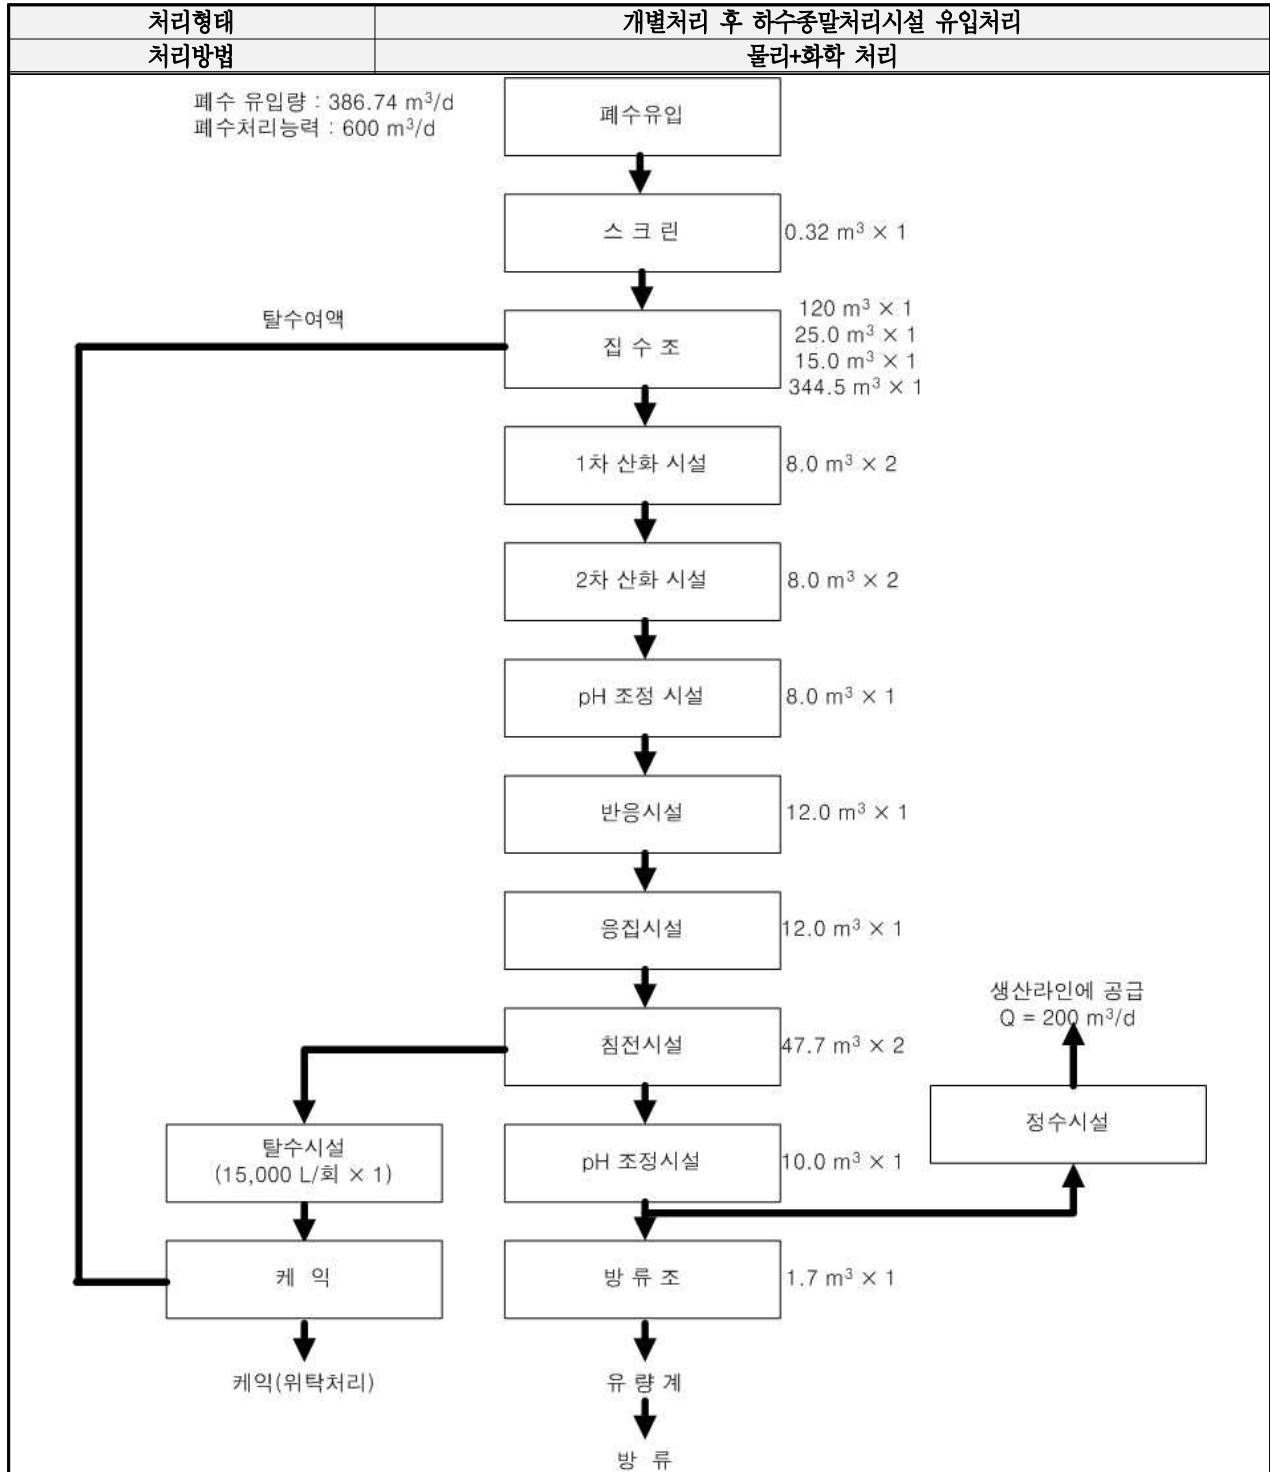 처리형태 개별처리 후 하수종말처리시설 유입처리
처리방법 물리+화학 처리
폐수 유입량 : 386.74 m³/d
폐수처리능력 : 600 m³/d
폐수유입
스 크 린 0.32 m³ × 1
탈수여액
집 수 조
120 m³ × 1
25.0 m³ × 1
15.0 m³ × 1
344.5 m³ × 1
1차 산화 시설 8.0 m³ × 2
2차 산화 시설 8.0 m³ × 2
pH 조정 시설 8.0 m³ × 1
반응시설 12.0 m³ × 1
응집시설 12.0 m³ × 1
생산라인에 공급
Q = 200 m³/d
침전시설 47.7 m³ × 2
정수시설
탈수시설
(15,000 L/회 × 1)
pH 조정시설 10.0 m³ × 1
케 익
방 류 조 1.7 m³ × 1
케익(위탁처리)
유 량 계
방 류